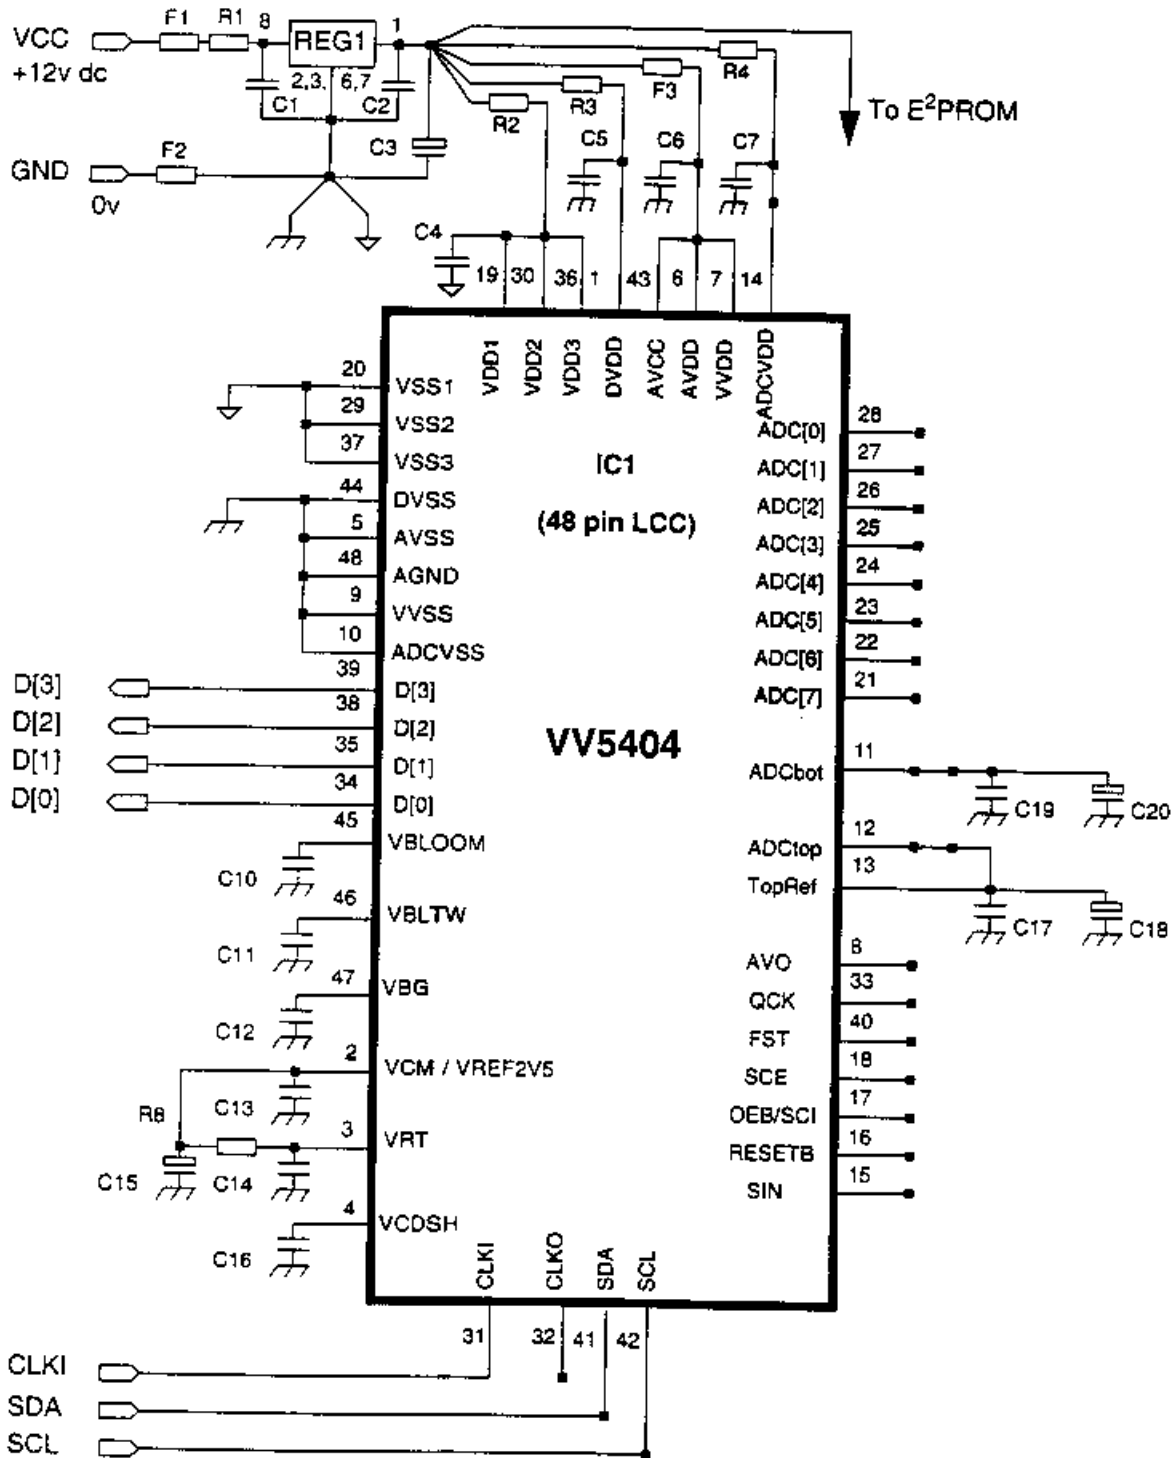 F1 R1 8 REG1 1
VCC
+12v dc
2,3, 6,7
C1 C2
R4
F3
R3
R2
To E²PROM
C3 C5 C6 C7
GND F2
0v
C4
19 30 36 1 43 6 7 14
VDD1 VDD2 VDD3 DVDD AVCC AVDD VVDD ADCVDD
20 VSS1
29 VSS2
37 VSS3
44 DVSS
5 AVSS
48 AGND
9 VVSS
10 ADCVSS
D[3] 39 D[3]
D[2] 38 D[2]
D[1] 35 D[1]
D[0] 34 D[0]
45 VBLOOM
C10
46 VBLTW
C11
47 VBG
C12
2 VCM / VREF2V5
C13
R8
3 VRT
C15 C14
4 VCDSH
C16
IC1
(48 pin LCC)
VV5404
ADC[0] 28
ADC[1] 27
ADC[2] 26
ADC[3] 25
ADC[4] 24
ADC[5] 23
ADC[6] 22
ADC[7] 21
ADCbot 11
C19 C20
ADCtop 12
TopRef 13
C17 C18
AVO 8
QCK 33
FST 40
SCE 18
OEB/SCI 17
RESETB 16
SIN 15
CLKI CLKO SDA SCL
31 32 41 42
CLKI
SDA
SCL